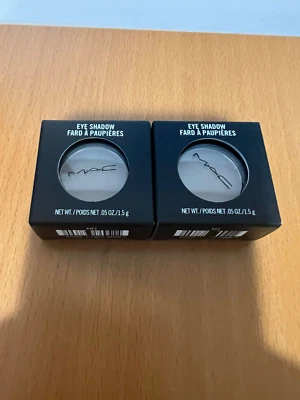 EYE SHADOW
FARD À PAUPIÈRES
MAC
NET WT. / POIDS NET .05 OZ/1.5 g
EYE SHADOW
FARD À PAUPIÈRES
MAC
NET WT. / POIDS NET .05 OZ/1.5 g